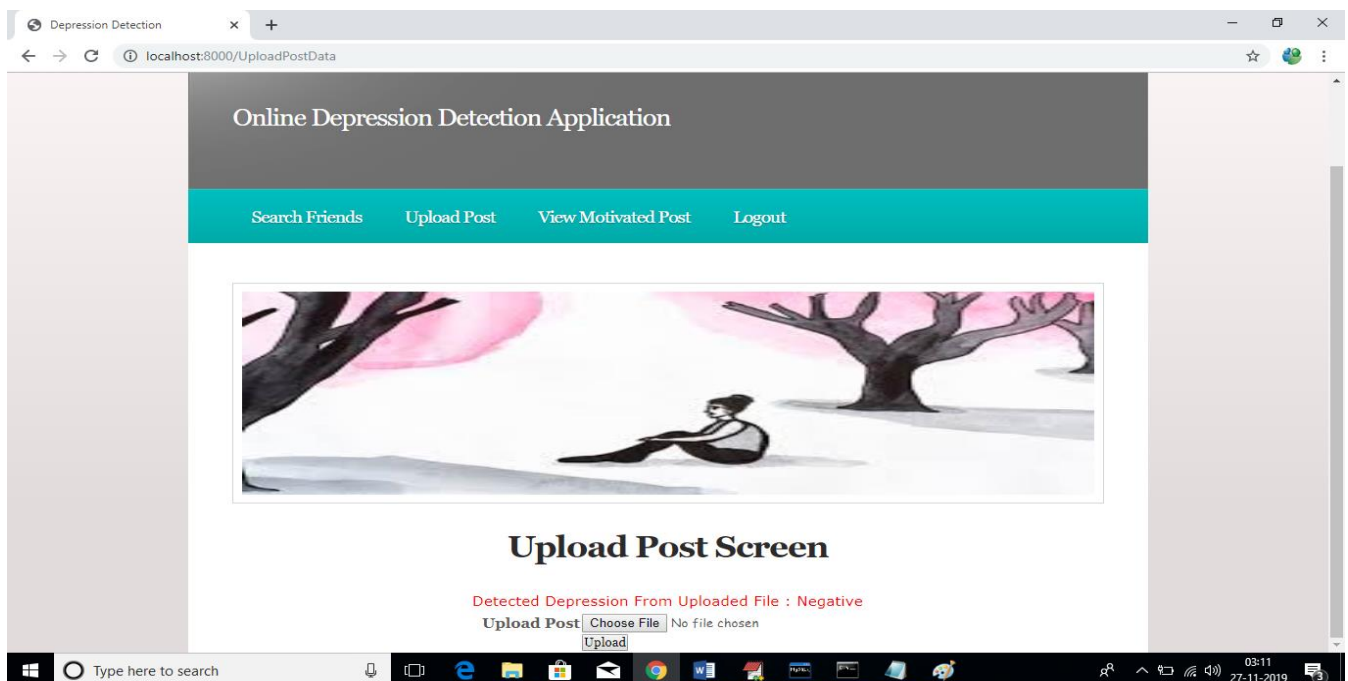 Depression Detection
localhost:8000/UploadPostData
Online Depression Detection Application
Search Friends Upload Post View Motivated Post Logout
Upload Post Screen
Detected Depression From Uploaded File : Negative
Upload Post Choose File No file chosen
Upload
Type here to search
03:11
27-11-2019